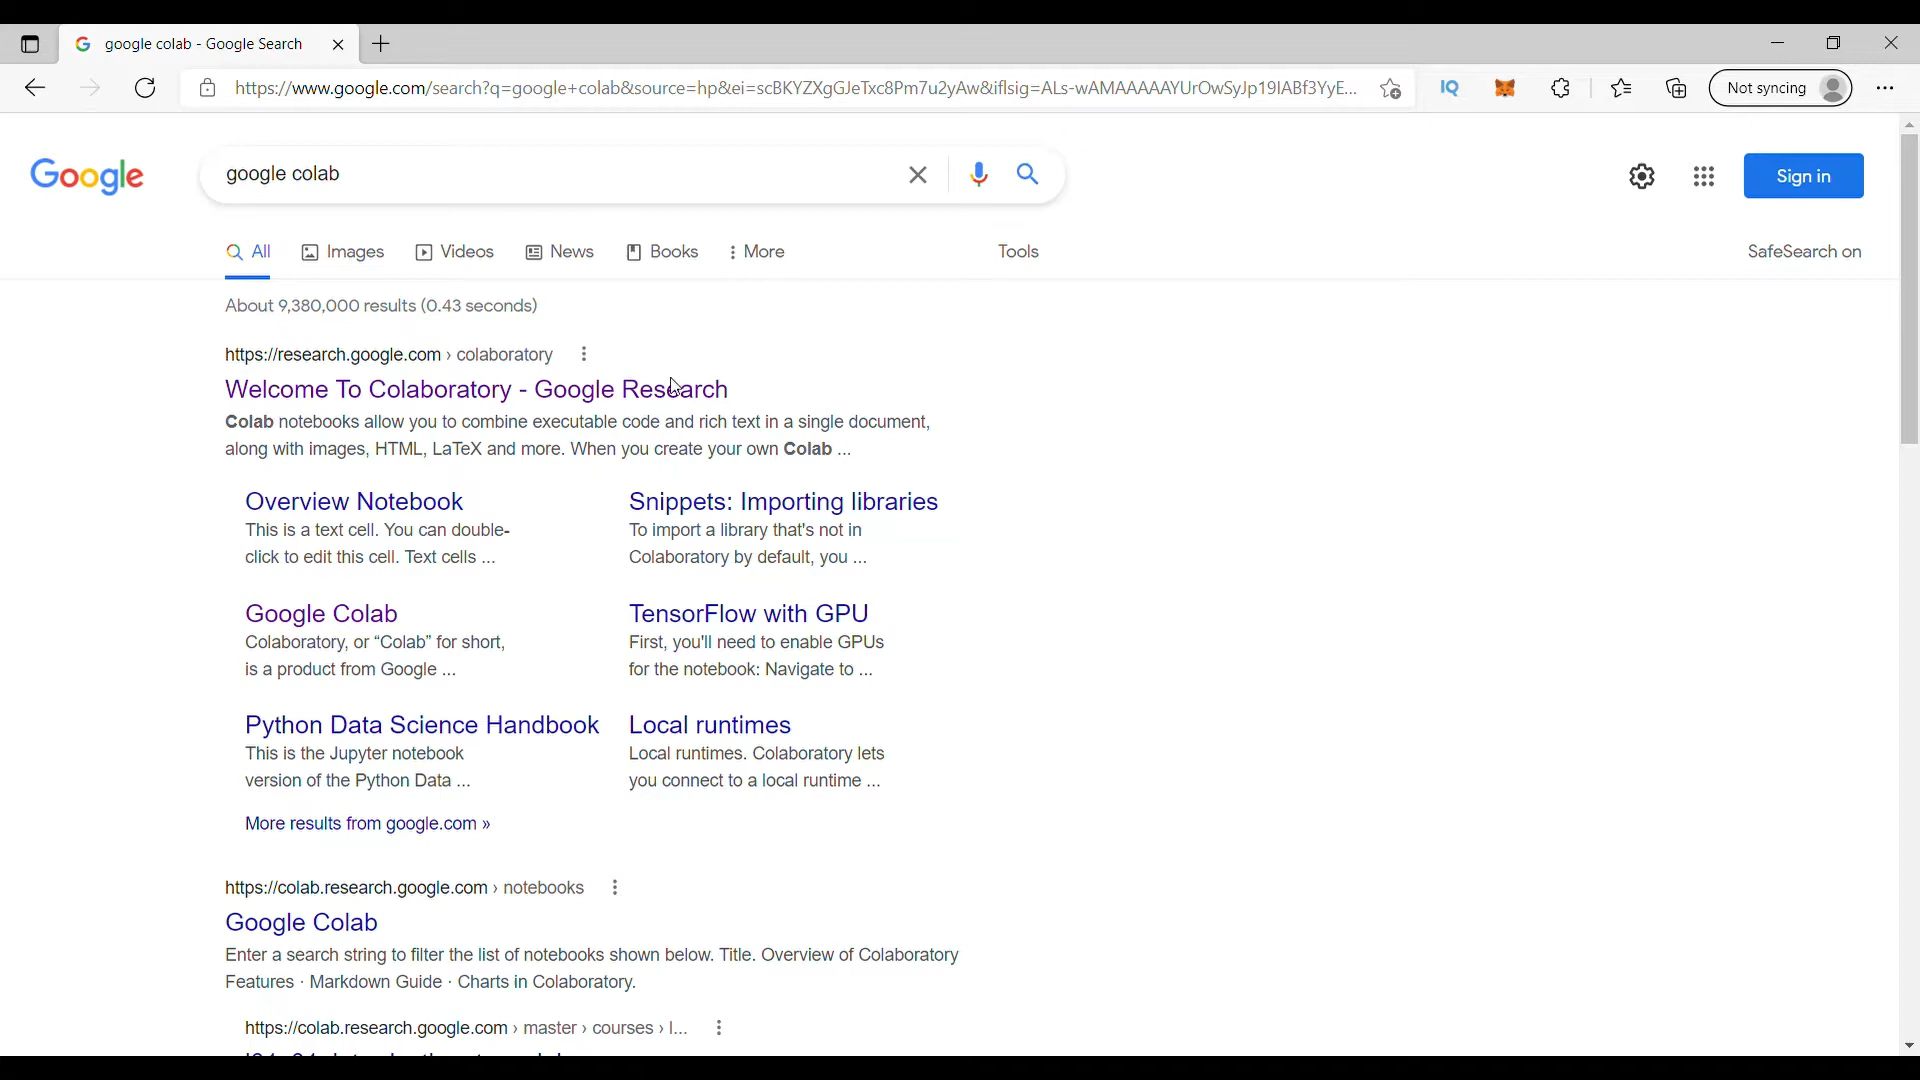 google colab - Google Search
https://www.google.com/search?q=google+colab&source=hp&ei=scBKYZXgGJeTxc8Pm7u2yAw&iflsig=ALs-wAMAAAAAYUrOwSyJp19IABf3YyE...
IQ
Not syncing
Google
google colab
Sign in
All
Images
Videos
News
Books
More
Tools
SafeSearch on
About 9,380,000 results (0.43 seconds)
https://research.google.com › colaboratory
Welcome To Colaboratory - Google Research
Colab notebooks allow you to combine executable code and rich text in a single document,
along with images, HTML, LaTeX and more. When you create your own Colab ...
Overview Notebook
This is a text cell. You can double-
click to edit this cell. Text cells ...
Snippets: Importing libraries
To import a library that's not in
Colaboratory by default, you ...
Google Colab
Colaboratory, or “Colab” for short,
is a product from Google ...
TensorFlow with GPU
First, you'll need to enable GPUs
for the notebook: Navigate to ...
Python Data Science Handbook
This is the Jupyter notebook
version of the Python Data ...
Local runtimes
Local runtimes. Colaboratory lets
you connect to a local runtime ...
More results from google.com »
https://colab.research.google.com › notebooks
Google Colab
Enter a search string to filter the list of notebooks shown below. Title. Overview of Colaboratory
Features · Markdown Guide · Charts in Colaboratory.
https://colab.research.google.com › master › courses › l...